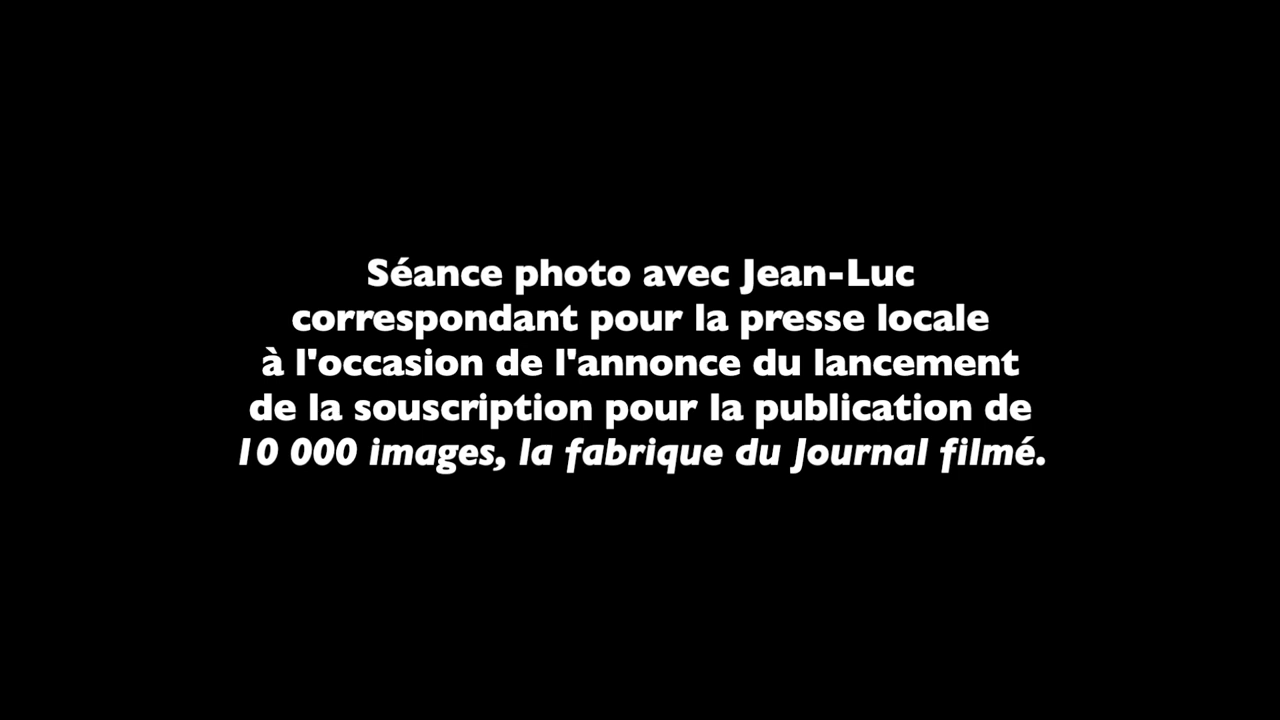 Séance photo avec Jean-Luc
correspondant pour la presse locale
à l'occasion de l'annonce du lancement
de la souscription pour la publication de
10 000 images, la fabrique du Journal filmé.